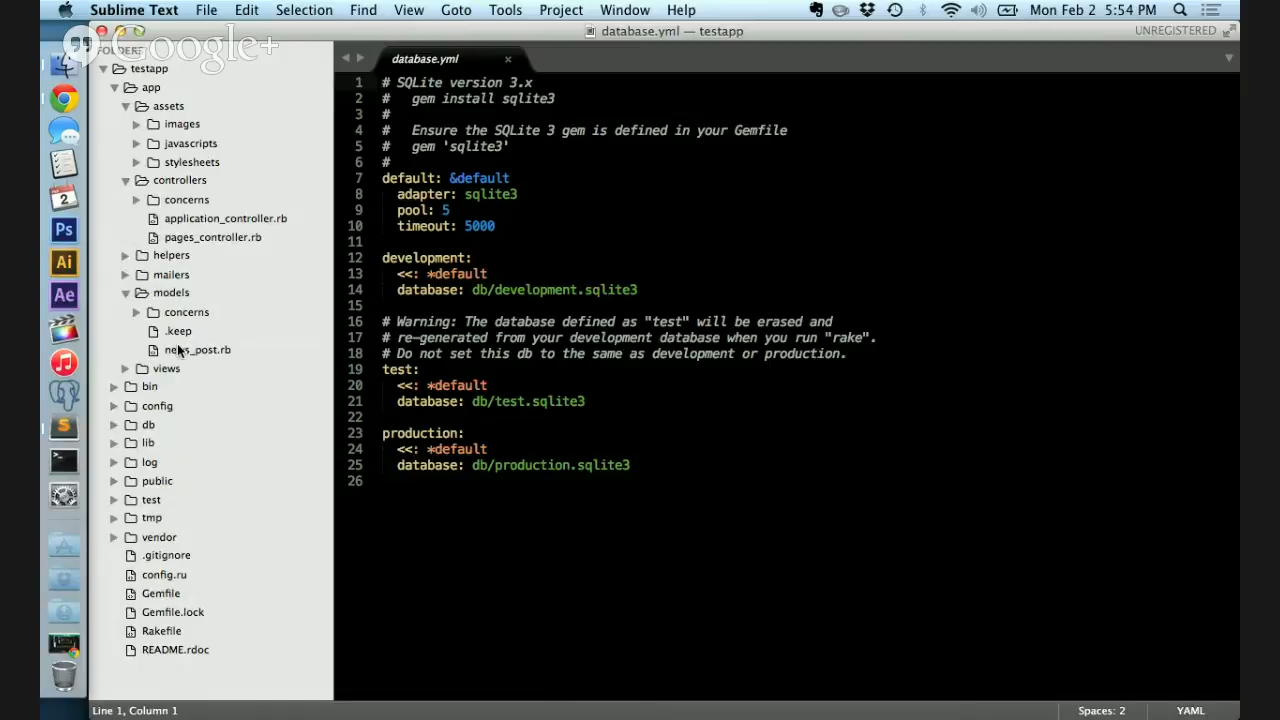 Sublime Text File Edit Selection Find View Goto Tools Project Window Help Mon Feb 2 5:54 PM
database.yml — testapp UNREGISTERED
Google+
FOLDERS
testapp
app
assets
images
javascripts
stylesheets
controllers
concerns
application_controller.rb
pages_controller.rb
helpers
mailers
models
concerns
.keep
news_post.rb
views
bin
config
db
lib
log
public
test
tmp
vendor
.gitignore
config.ru
Gemfile
Gemfile.lock
Rakefile
README.rdoc
2
Ps
Ai
Ae
database.yml
1 # SQLite version 3.x
2 #   gem install sqlite3
3 #
4 #   Ensure the SQLite 3 gem is defined in your Gemfile
5 #   gem 'sqlite3'
6 #
7 default: &default
8   adapter: sqlite3
9   pool: 5
10   timeout: 5000
11
12 development:
13   <<: *default
14   database: db/development.sqlite3
15
16 # Warning: The database defined as "test" will be erased and
17 # re-generated from your development database when you run "rake".
18 # Do not set this db to the same as development or production.
19 test:
20   <<: *default
21   database: db/test.sqlite3
22
23 production:
24   <<: *default
25   database: db/production.sqlite3
26
Line 1, Column 1 Spaces: 2 YAML